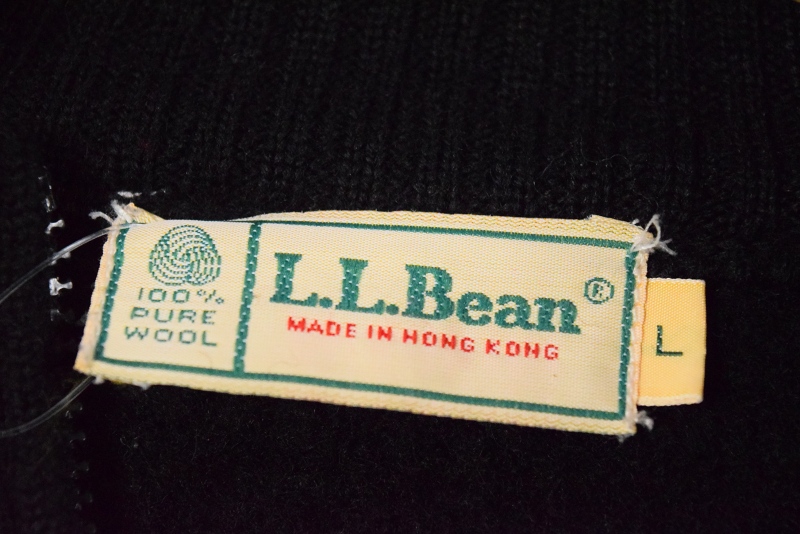 100%
PURE
WOOL
L.L.Bean®
MADE IN HONG KONG
L